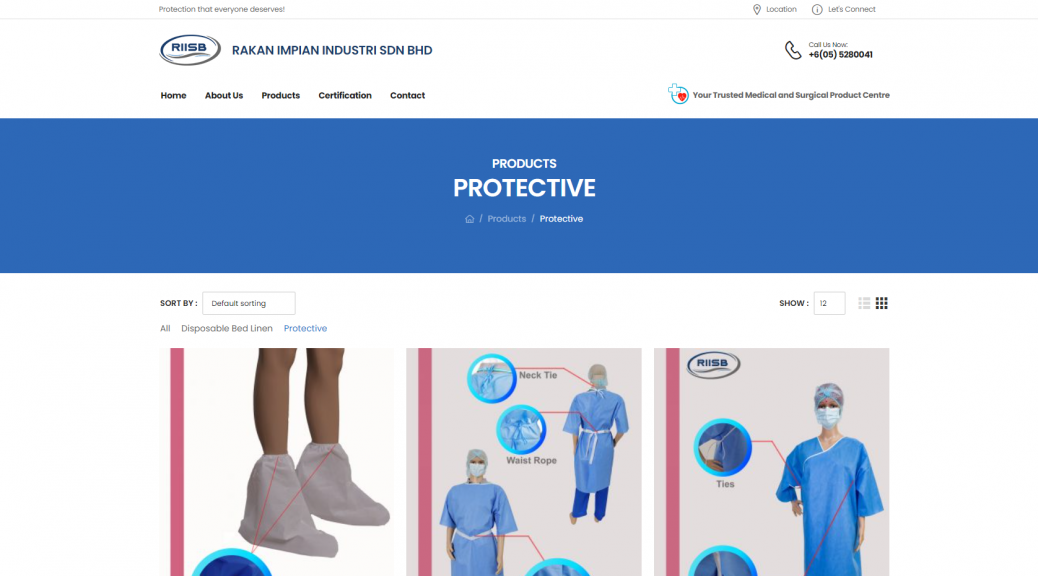 Protection that everyone deserves!
Location
Let's Connect
RIISB
RAKAN IMPIAN INDUSTRI SDN BHD
Call Us Now:
+6(05) 5280041
Home
About Us
Products
Certification
Contact
Your Trusted Medical and Surgical Product Centre
PRODUCTS
PROTECTIVE
/ Products / Protective
SORT BY :
Default sorting
SHOW :
12
All
Disposable Bed Linen
Protective
Neck Tie
Waist Rope
RIISB
Ties